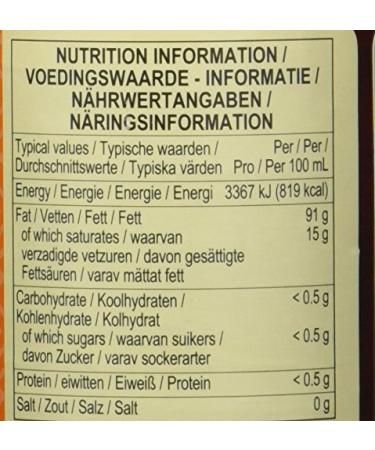 NUTRITION INFORMATION /
VOEDINGSWAARDE - INFORMATIE /
NÄHRWERTANGABEN /
NÄRINGSINFORMATION
Typical values / Typische waarden / Per / Per /
Durchschnittswerte / Typiska värden Pro / Per 100 mL
Energy / Energie / Energie / Energi 3367 kJ (819 kcal)
Fat / Vetten / Fett / Fett 91 g
of which saturates / waarvan 15 g
verzadigde vetzuren / davon gesättigte
Fettsäuren / varav mättat fett
Carbohydrate / Koolhydraten / < 0.5 g
Kohlenhydrate / Kolhydrat
of which sugars / waarvan suikers / < 0.5 g
davon Zucker / varav sockerarter
Protein / eiwitten / Eiweiß / Protein < 0.5 g
Salt / Zout / Salz / Salt 0 g